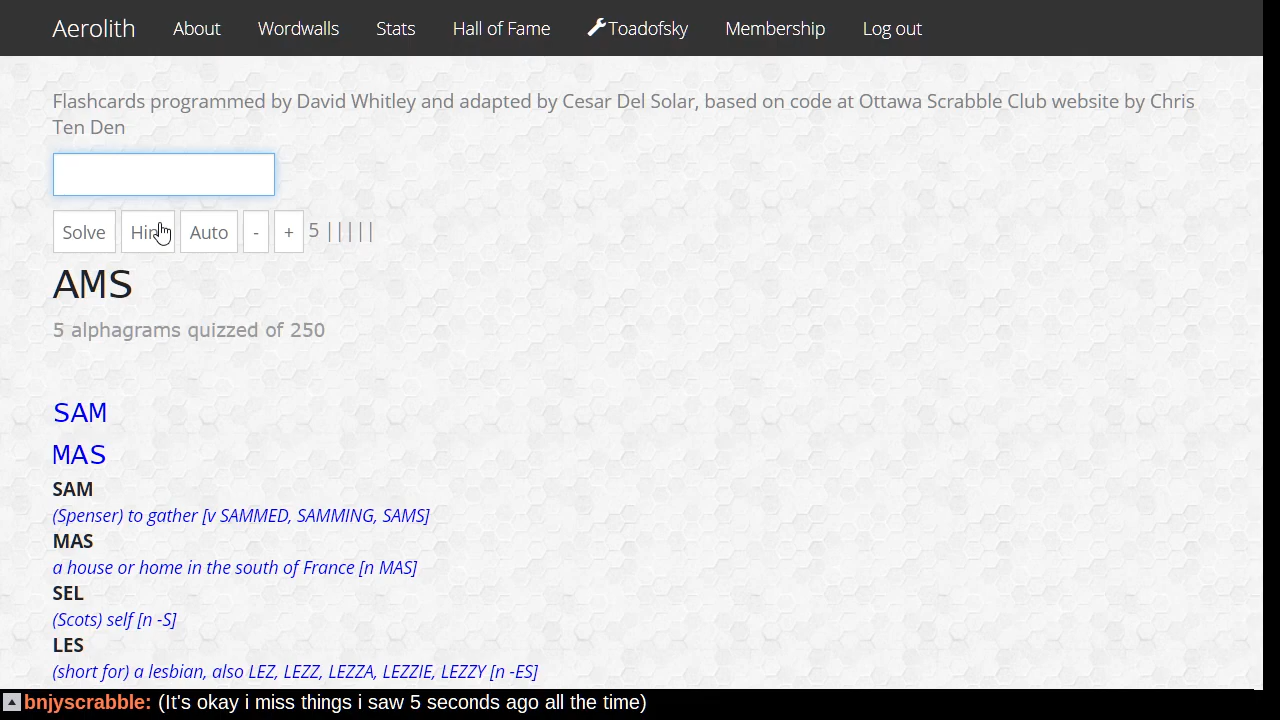 Aerolith About Wordwalls Stats Hall of Fame Toadofsky Membership Log out
Flashcards programmed by David Whitley and adapted by Cesar Del Solar, based on code at Ottawa Scrabble Club website by Chris
Ten Den
Solve Auto - + 5 |||||
AMS
5 alphagrams quizzed of 250
SAM
MAS
SAM
(Spenser) to gather [v SAMMED, SAMMING, SAMS]
MAS
a house or home in the south of France [n MAS]
SEL
(Scots) self [n -S]
LES
(short for) a lesbian, also LEZ, LEZZ, LEZZA, LEZZIE, LEZZY [n -ES]
bnjyscrabble: (It's okay i miss things i saw 5 seconds ago all the time)